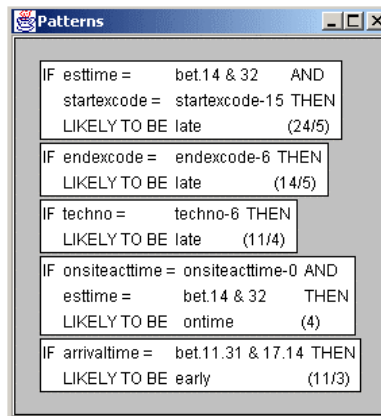 Patterns
IF esttime = bet.14 & 32 AND
startexcode = startexcode-15 THEN
LIKELY TO BE late (24/5)
IF endexcode = endexcode-6 THEN
LIKELY TO BE late (14/5)
IF techno = techno-6 THEN
LIKELY TO BE late (11/4)
IF onsiteacttime = onsiteacttime-0 AND
esttime = bet.14 & 32 THEN
LIKELY TO BE ontime (4)
IF arrivaltime = bet.11.31 & 17.14 THEN
LIKELY TO BE early (11/3)